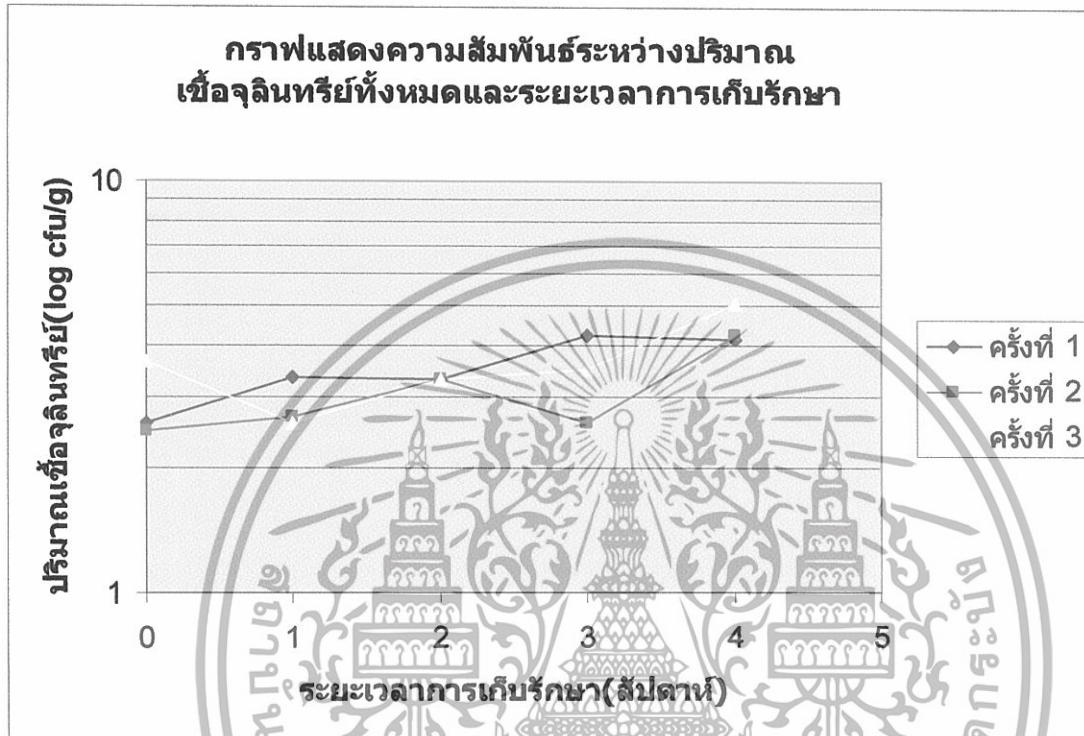 กราฟแสดงความสัมพันธ์ระหว่างปริมาณ
เชื้อจุลินทรีย์ทั้งหมดและระยะเวลาการเก็บรักษา
ปริมาณเชื้อจุลินทรีย์(log cfu/g)
10
1
0 1 2 3 4 5
ระยะเวลาการเก็บรักษา(สัปดาห์)
ครั้งที่ 1
ครั้งที่ 2
ครั้งที่ 3